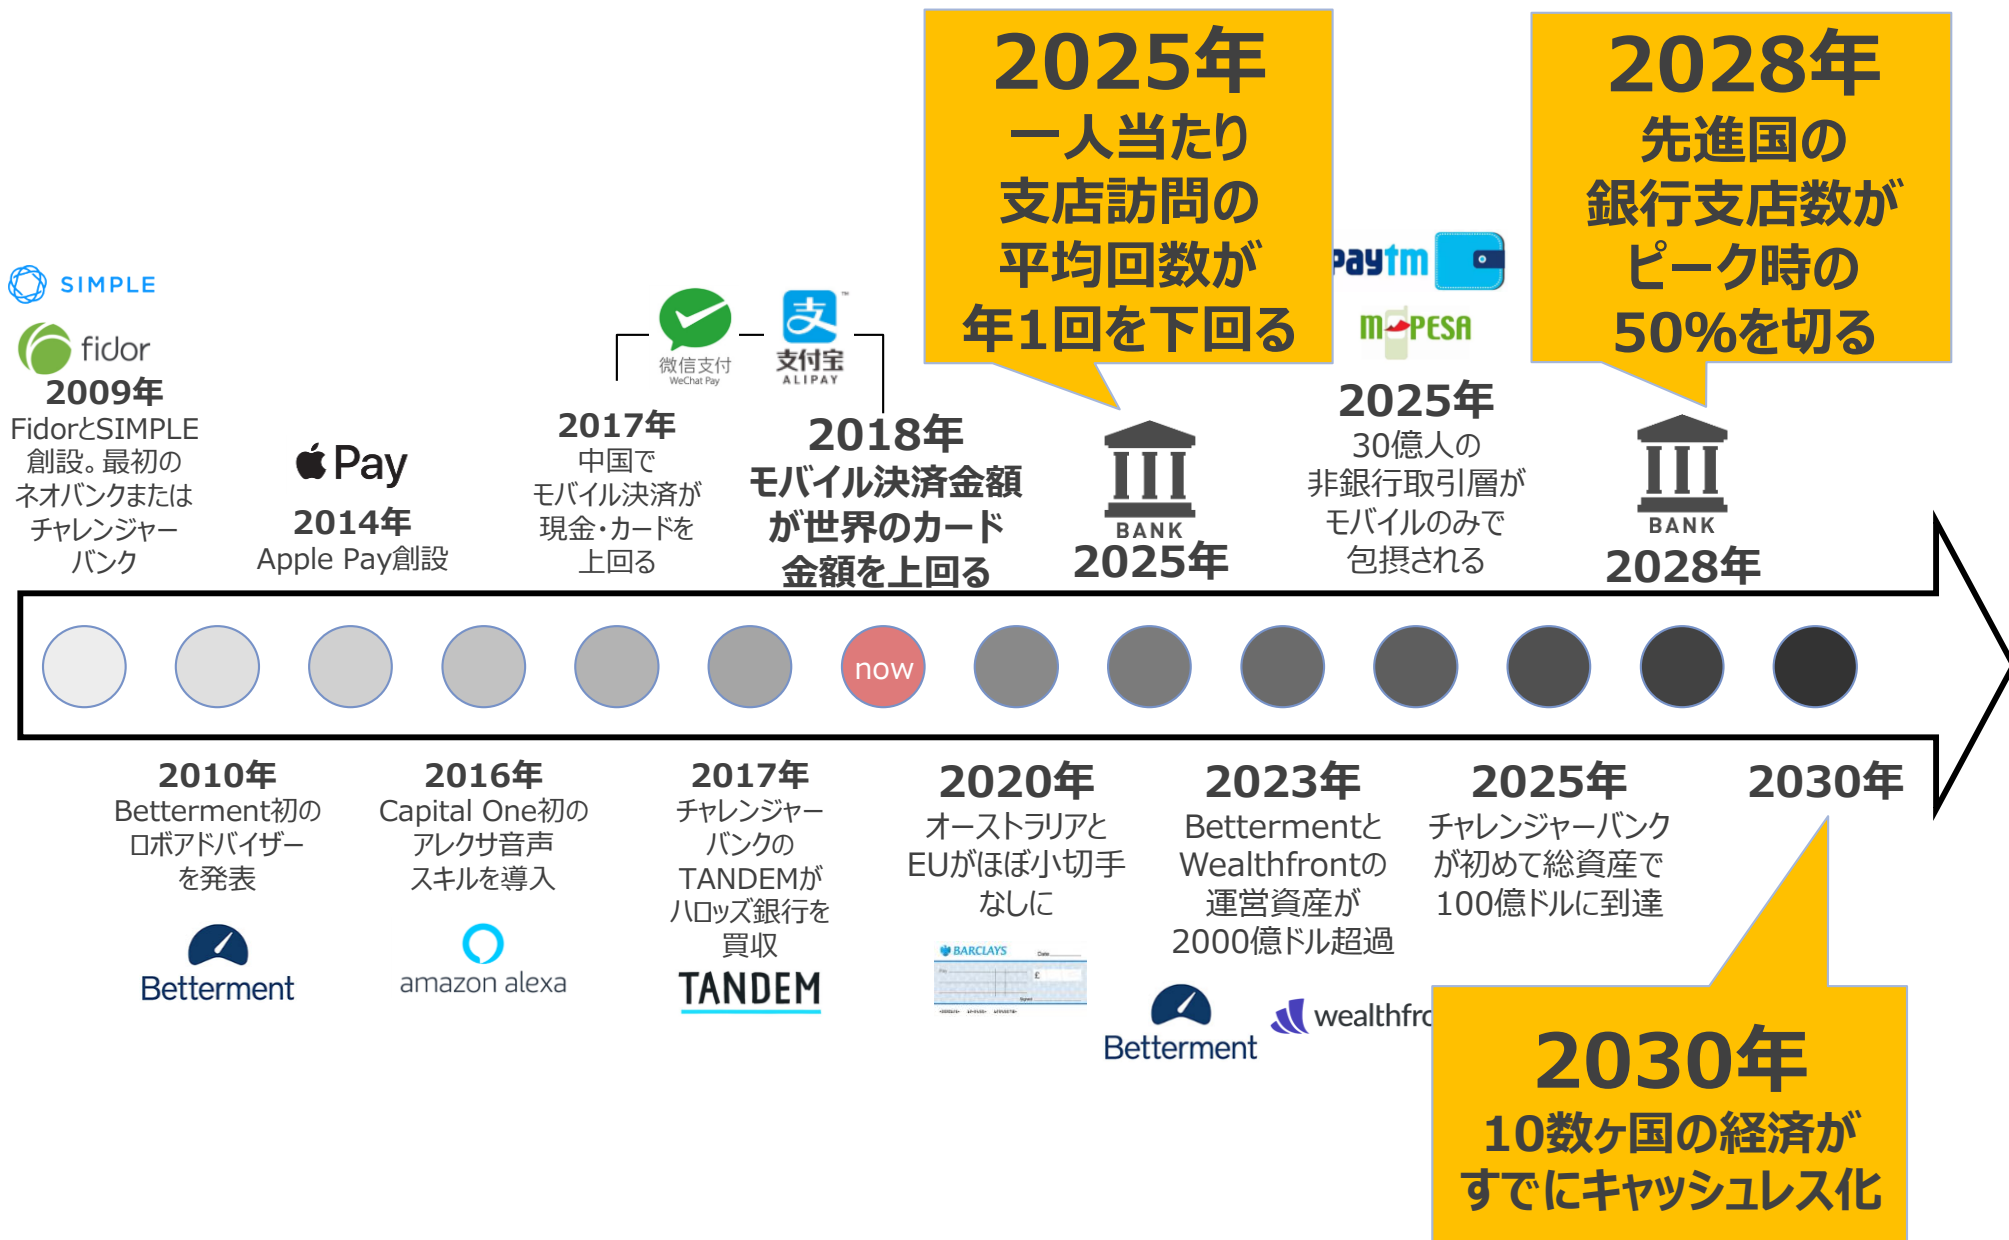 SIMPLE
fidor
2009年
FidorとSIMPLE
創設。最初の
ネオバンクまたは
チャレンジャー
バンク
Pay
2014年
Apple Pay創設
微信支付
WeChat Pay
支
支付宝
ALIPAY
™
2017年
中国で
モバイル決済が
現金・カードを
上回る
2018年
モバイル決済金額
が世界のカード
金額を上回る
2025年
一人当たり
支店訪問の
平均回数が
年1回を下回る
BANK
2025年
paytm
m-PESA
2025年
30億人の
非銀行取引層が
モバイルのみで
包摂される
2028年
先進国の
銀行支店数が
ピーク時の
50%を切る
BANK
2028年
now
2010年
Betterment初の
ロボアドバイザー
を発表
Betterment
2016年
Capital One初の
アレクサ音声
スキルを導入
amazon alexa
2017年
チャレンジャー
バンクの
TANDEMが
ハロッズ銀行を
買収
TANDEM
2020年
オーストラリアと
EUがほぼ小切手
なしに
BARCLAYS
Date
Pay
£
Signed
2023年
Bettermentと
Wealthfrontの
運営資産が
2000億ドル超過
Betterment
wealthfro
2025年
チャレンジャーバンク
が初めて総資産で
100億ドルに到達
2030年
2030年
10数ヶ国の経済が
すでにキャッシュレス化